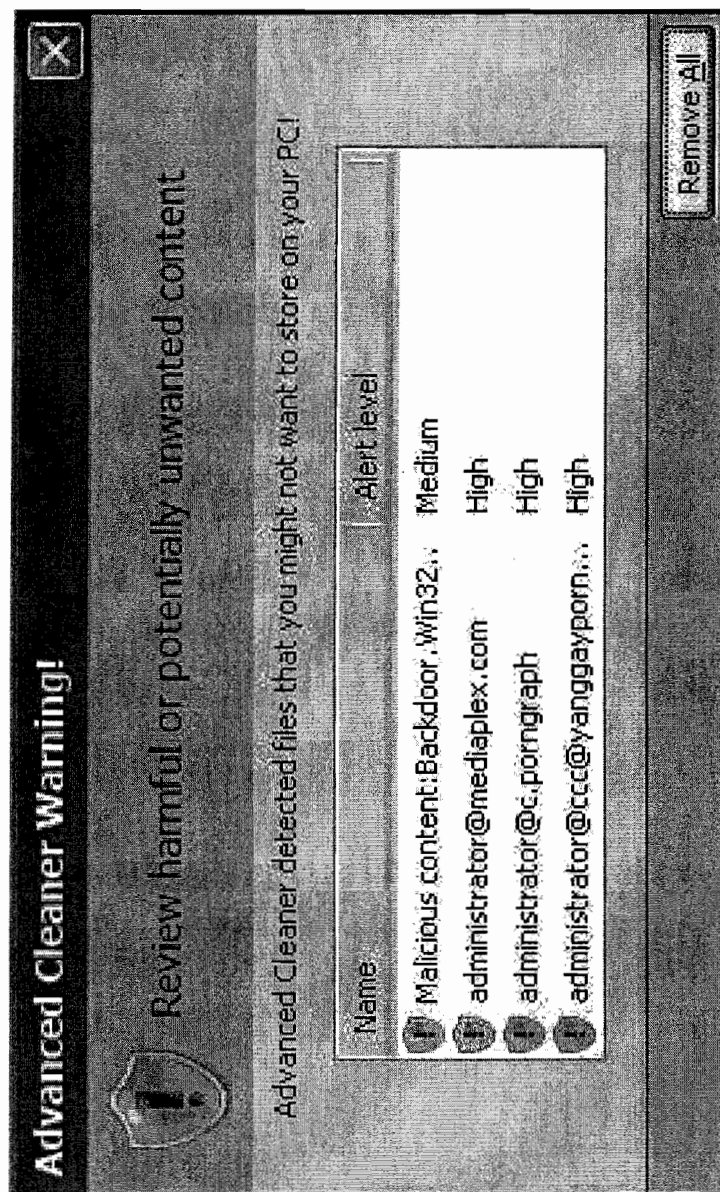 Advanced Cleaner Warning!
Review harmful or potentially unwanted content
Advanced Cleaner detected files that you might not want to store on your PC!
Name Alert level
Malicious content:Backdoor.Win32... Medium
administrator@mediaplex.com High
administrator@c.porngraph High
administrator@ccc@yanggayporn... High
Remove All